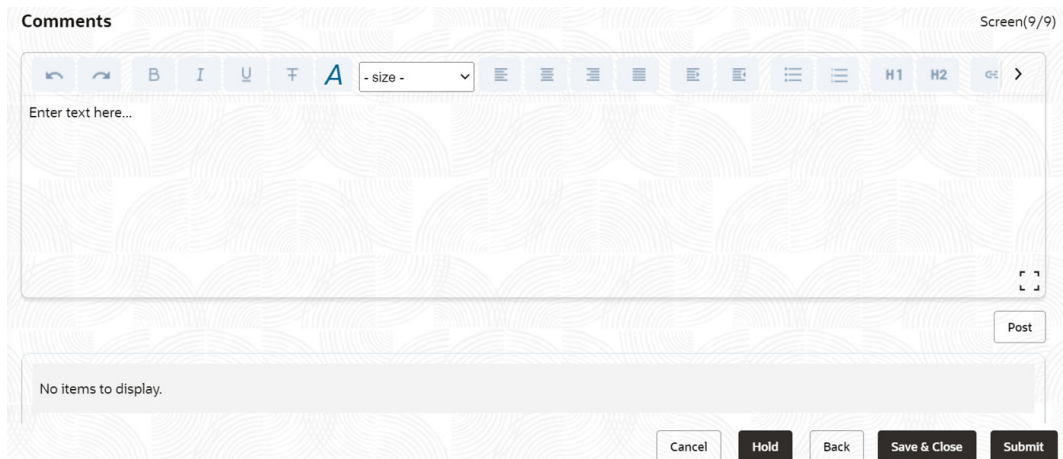 Comments
Screen(9/9)
B I U T A - size - H1 H2
Enter text here...
Post
No items to display.
Cancel Hold Back Save & Close Submit